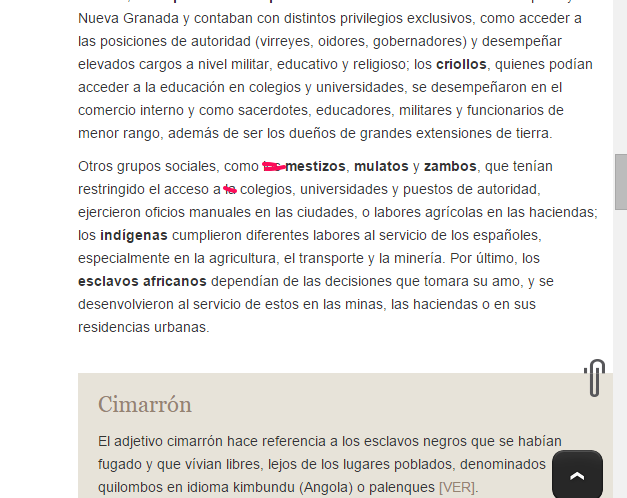 Nueva Granada y contaban con distintos privilegios exclusivos, como acceder a
las posiciones de autoridad (virreyes, oidores, gobernadores) y desempeñar
elevados cargos a nivel militar, educativo y religioso; los criollos, quienes podían
acceder a la educación en colegios y universidades, se desempeñaron en el
comercio interno y como sacerdotes, educadores, militares y funcionarios de
menor rango, además de ser los dueños de grandes extensiones de tierra.
Otros grupos sociales, como mestizos, mulatos y zambos, que tenían
restringido el acceso a colegios, universidades y puestos de autoridad,
ejercieron oficios manuales en las ciudades, o labores agrícolas en las haciendas;
los indígenas cumplieron diferentes labores al servicio de los españoles,
especialmente en la agricultura, el transporte y la minería. Por último, los
esclavos africanos dependían de las decisiones que tomara su amo, y se
desenvolvieron al servicio de estos en las minas, las haciendas o en sus
residencias urbanas.
Cimarrón
El adjetivo cimarrón hace referencia a los esclavos negros que se habían
fugado y que vívian libres, lejos de los lugares poblados, denominados
quilombos en idioma kimbundu (Angola) o palenques [VER].